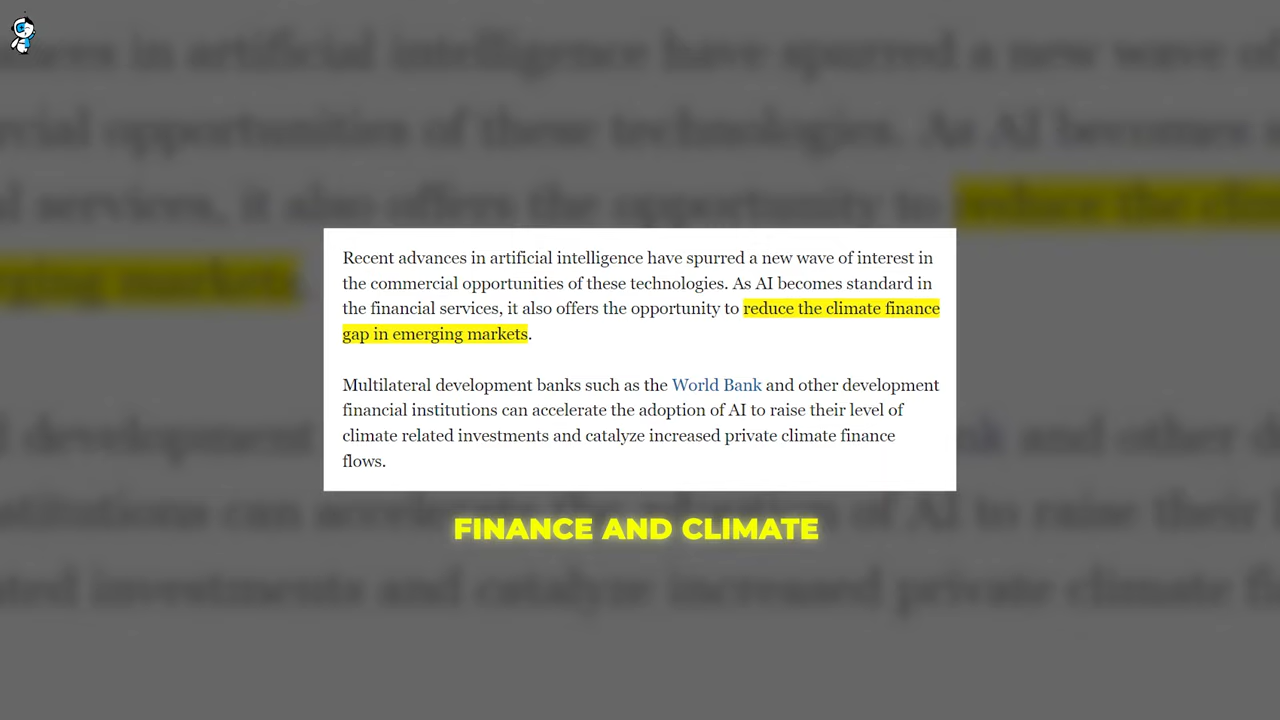 Recent advances in artificial intelligence have spurred a new wave of interest in
the commercial opportunities of these technologies. As AI becomes standard in
the financial services, it also offers the opportunity to reduce the climate finance
gap in emerging markets.
Multilateral development banks such as the World Bank and other development
financial institutions can accelerate the adoption of AI to raise their level of
climate related investments and catalyze increased private climate finance
flows.
FINANCE AND CLIMATE